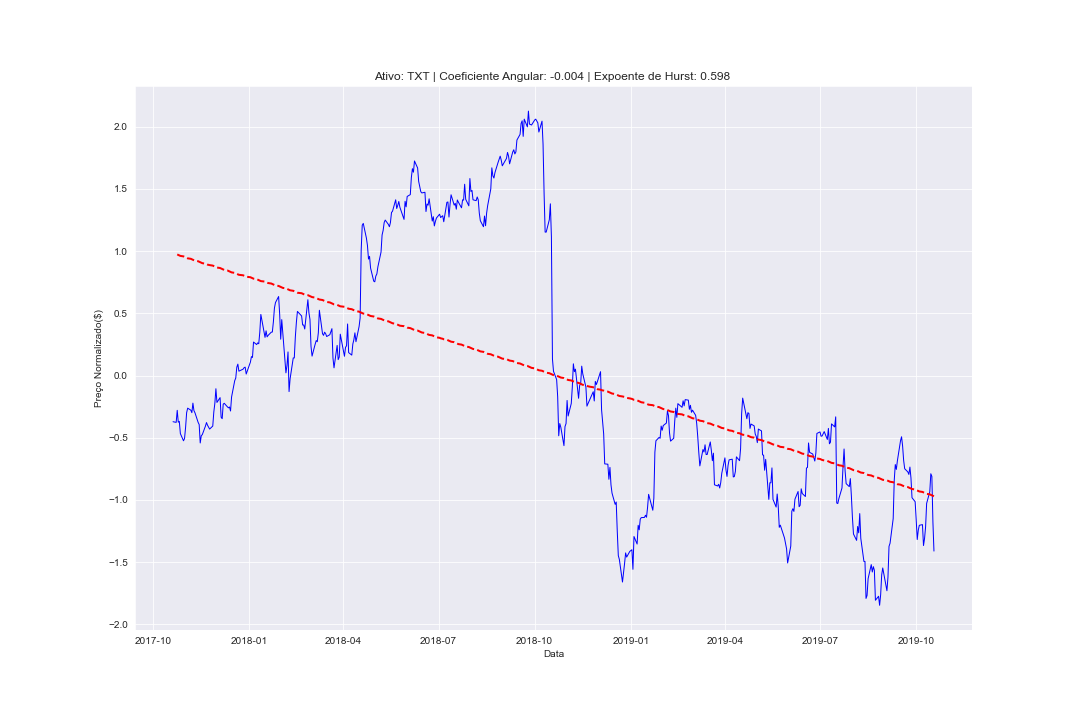 Ativo: TXT | Coeficiente Angular: -0.004 | Expoente de Hurst: 0.598
Preço Normalizado($)
2.0
1.5
1.0
0.5
0.0
−0.5
−1.0
−1.5
−2.0
2017-10 2018-01 2018-04 2018-07 2018-10 2019-01 2019-04 2019-07 2019-10
Data